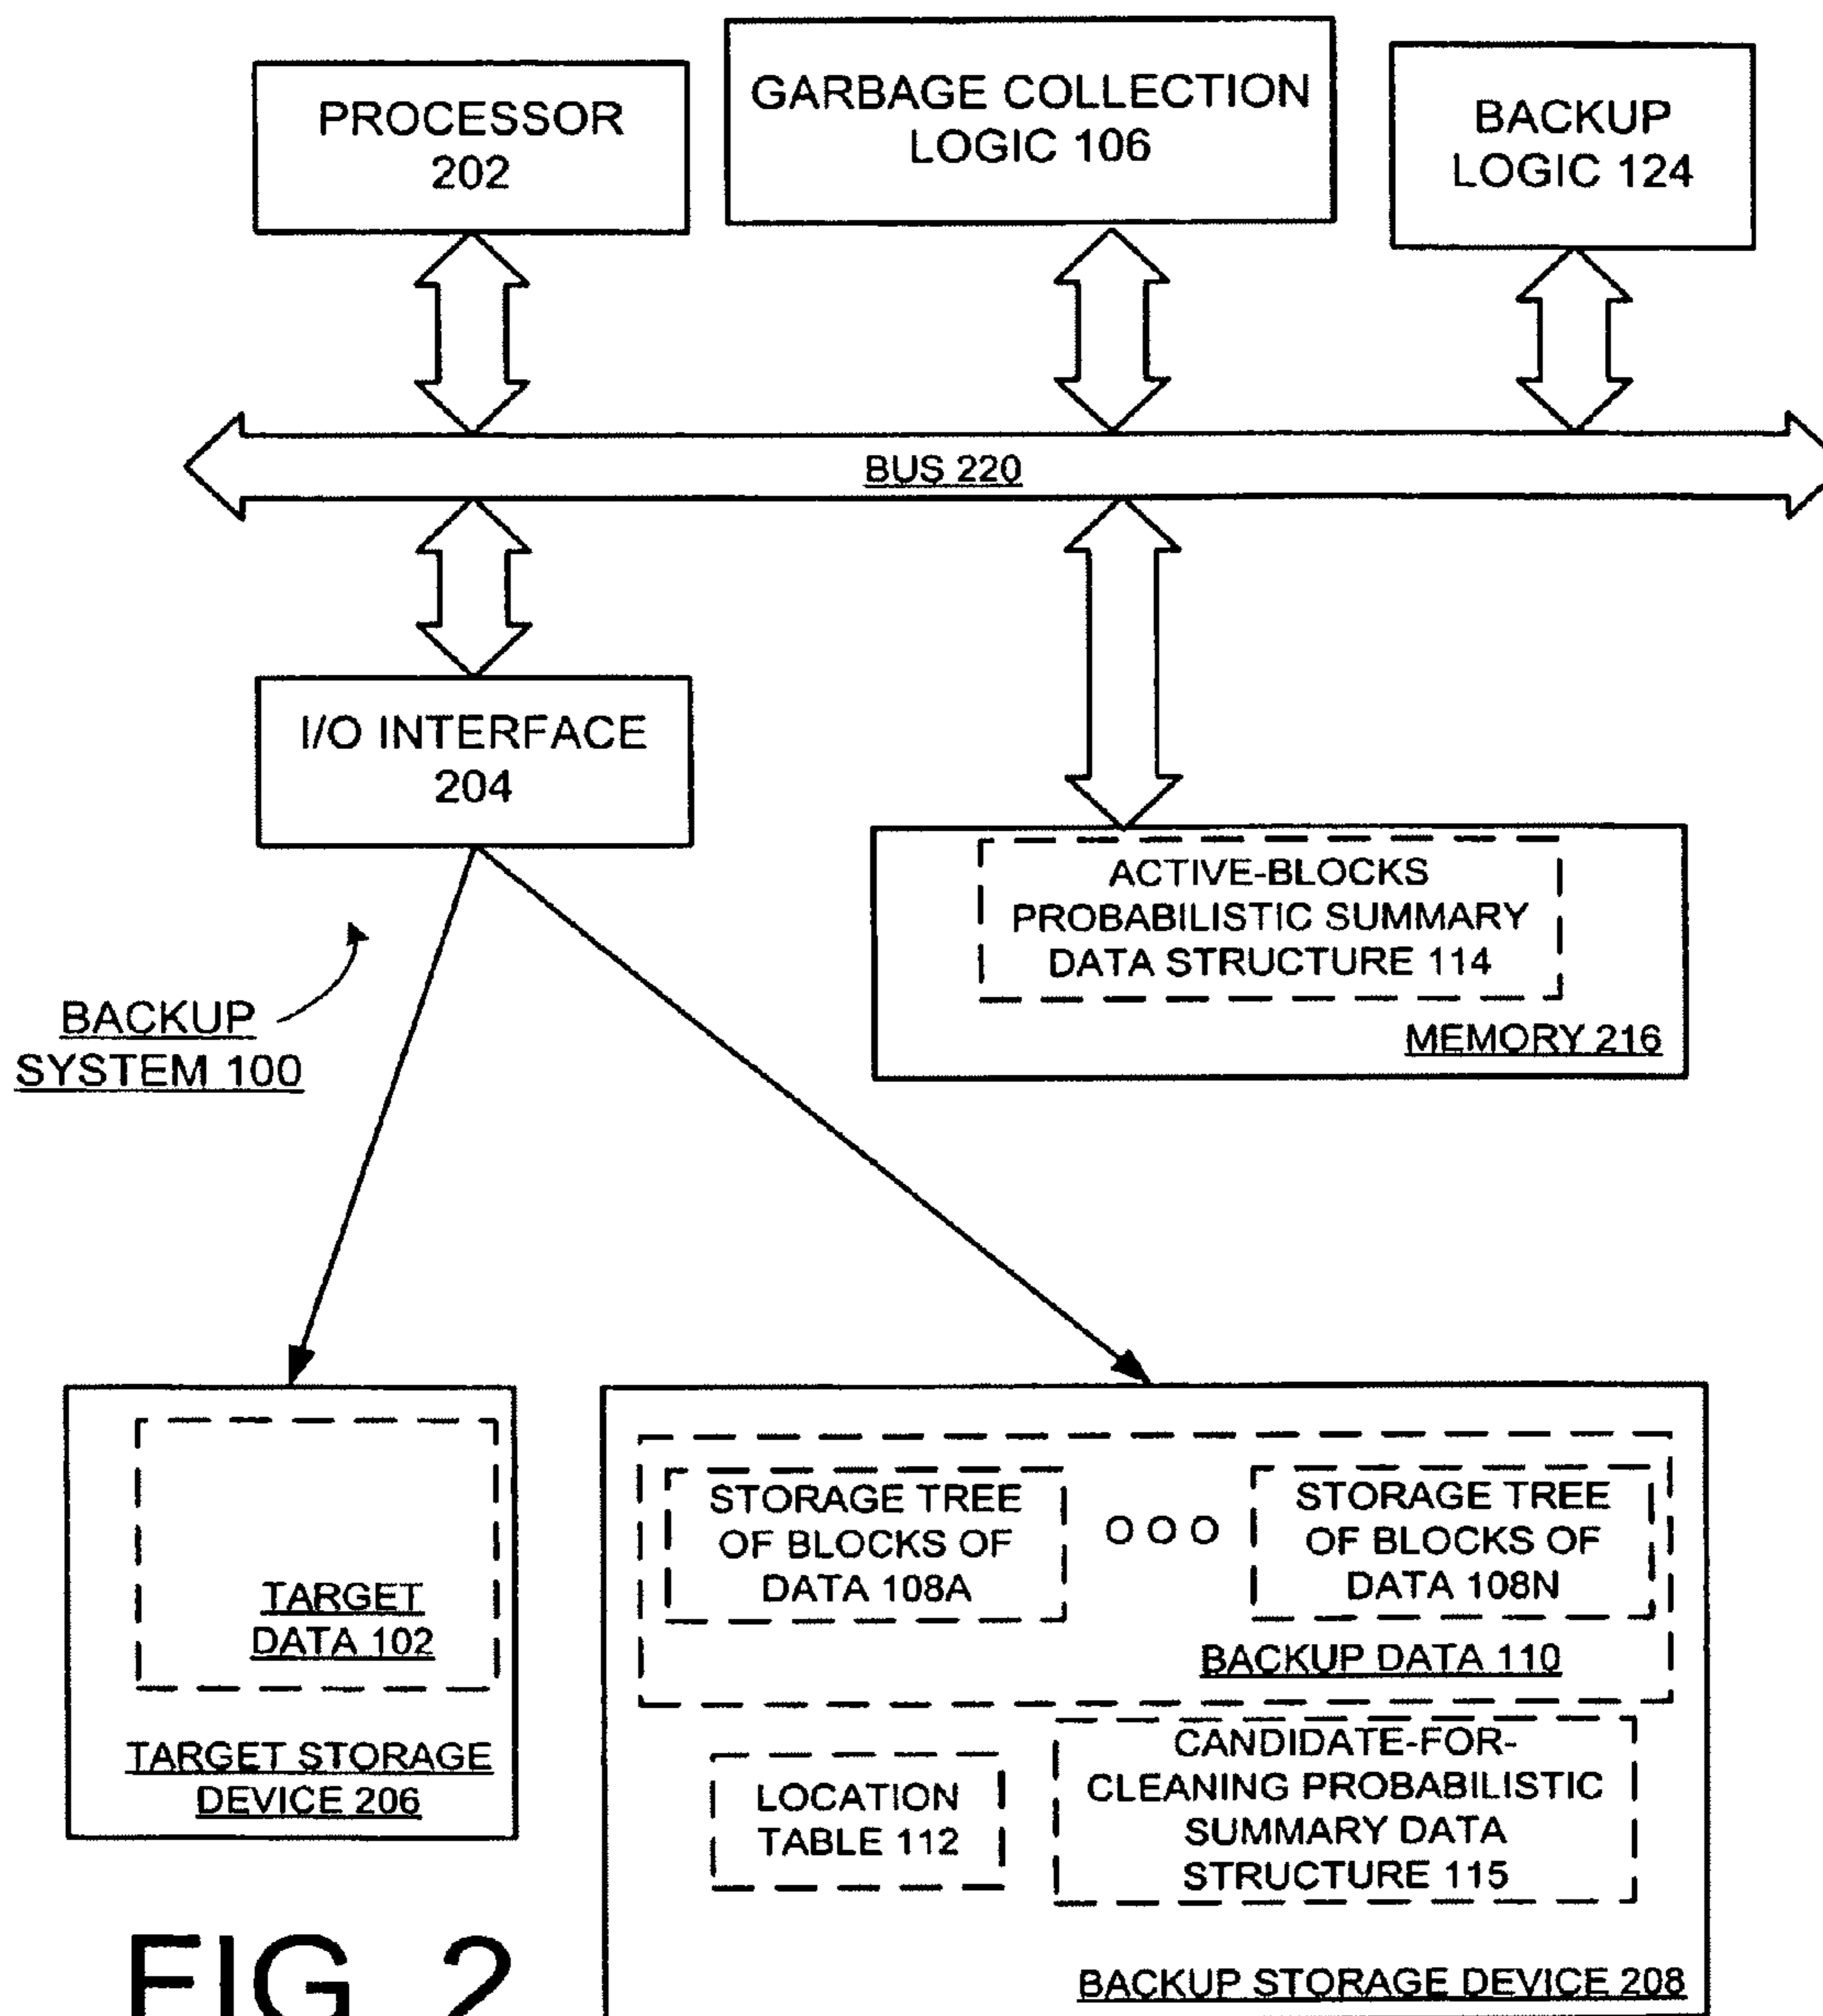 PROCESSOR
202
GARBAGE COLLECTION
LOGIC 106
BACKUP
LOGIC 124
BUS 220
I/O INTERFACE
204
ACTIVE-BLOCKS
PROBABILISTIC SUMMARY
DATA STRUCTURE 114
MEMORY 216
BACKUP
SYSTEM 100
TARGET
DATA 102
TARGET STORAGE
DEVICE 206
STORAGE TREE
OF BLOCKS OF
DATA 108A
OOO
STORAGE TREE
OF BLOCKS OF
DATA 108N
BACKUP DATA 110
LOCATION
TABLE 112
CANDIDATE-FOR-
CLEANING PROBABILISTIC
SUMMARY DATA
STRUCTURE 115
BACKUP STORAGE DEVICE 208
FIG. 2